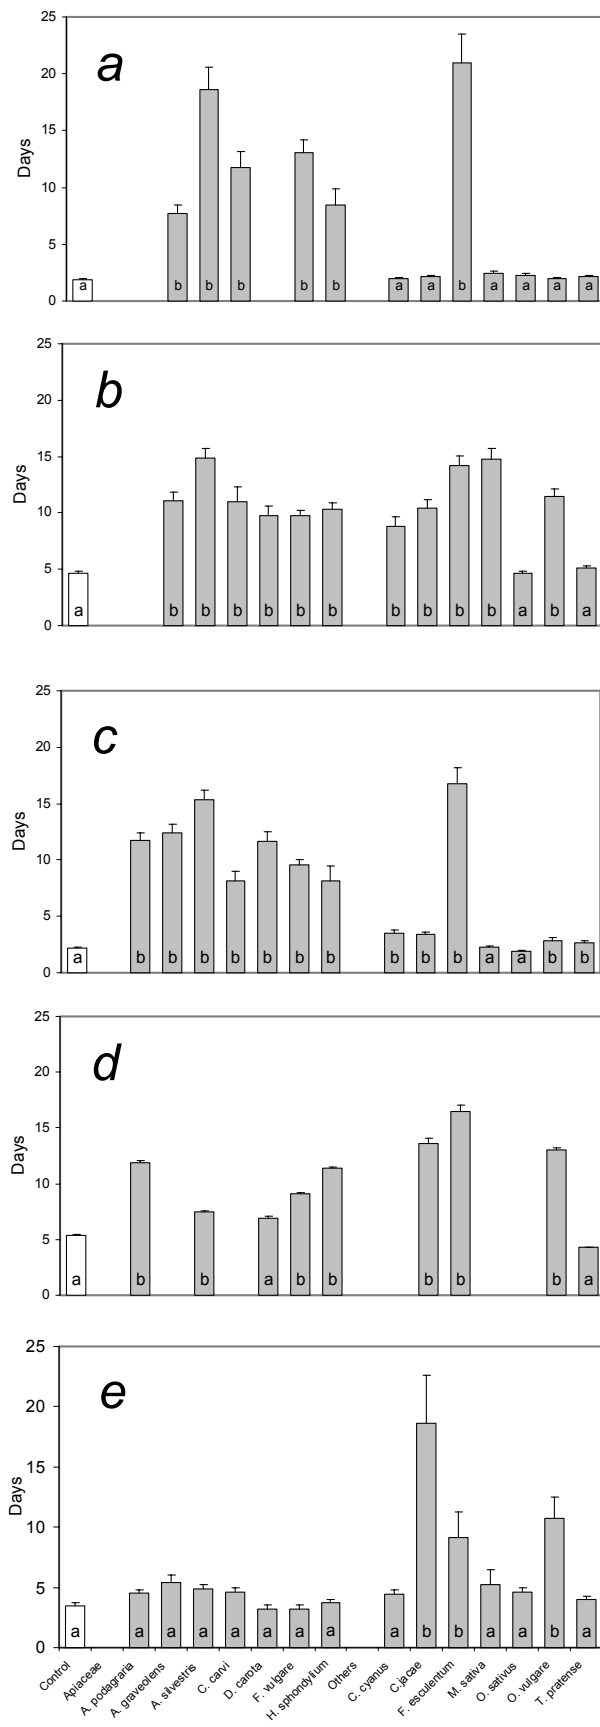 25
a
20
15
Days
10
5
a b b b b b a a b a a a a
0
25
b
20
15
Days
10
5
a b b b b b b b b b b a b a
0
25
c
20
15
Days
10
5
a b b b b b b b b b b a a b b
0
25
d
20
15
Days
10
5
a b b a b b b b b a
0
25
e
20
15
Days
10
5
a a a a a a a a a b b a a b a
0
Control
Apiaceae
A. podagraria
A. graveolens
A. silvestris
C. carvi
D. carota
F. vulgare
H. sphondylium
Others
C. cyanus
C.jacae
F. esculentum
M. sativa
O. sativus
O. vulgare
T. pratense